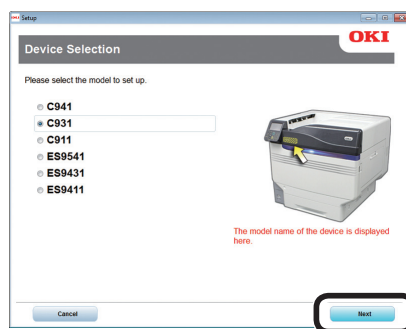 Setup
OKI
Device Selection
Please select the model to set up.
C941
C931
C911
ES9541
ES9431
ES9411
The model name of the device is displayed
here.
Cancel
Next